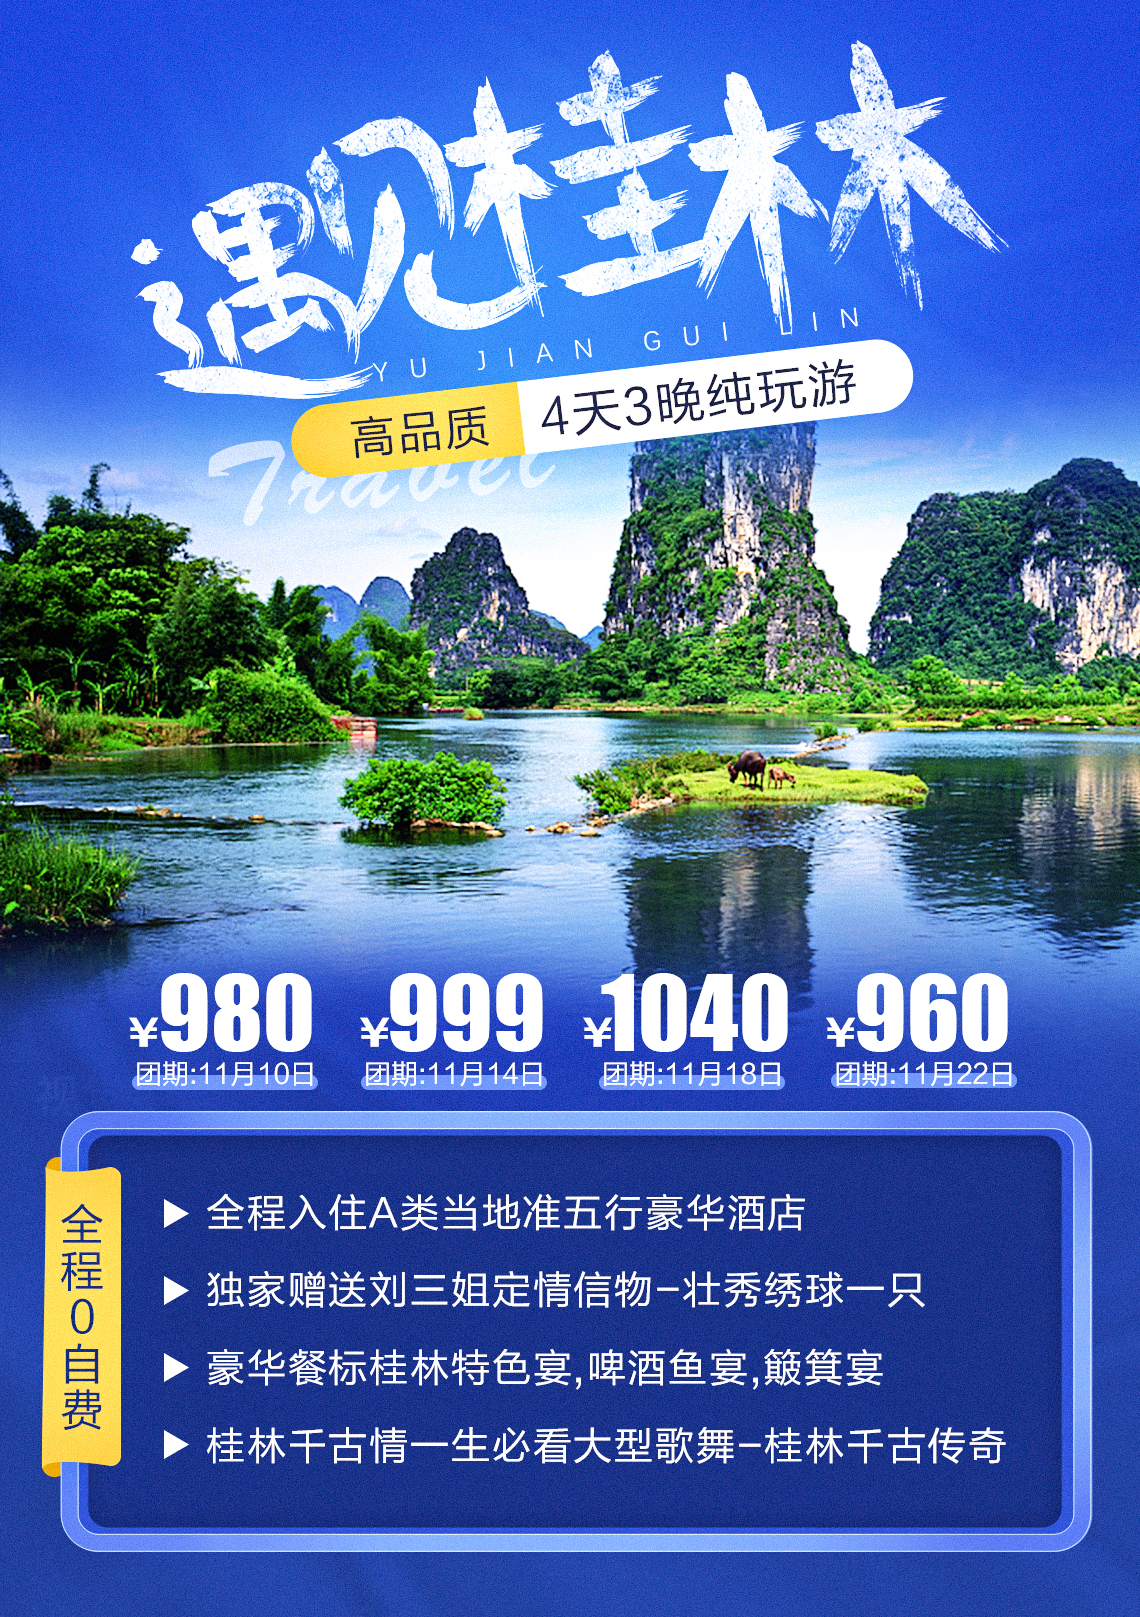 遇见桂林
YU JIAN GUI LIN
高品质 4天3晚纯玩游
Travel
¥980 ¥999 ¥1040 ¥960
团期:11月10日 团期:11月14日 团期:11月18日 团期:11月22日
全程0自费
▶ 全程入住A类当地准五行豪华酒店
▶ 独家赠送刘三姐定情信物-壮秀绣球一只
▶ 豪华餐标桂林特色宴,啤酒鱼宴,簸箕宴
▶ 桂林千古情一生必看大型歌舞-桂林千古传奇